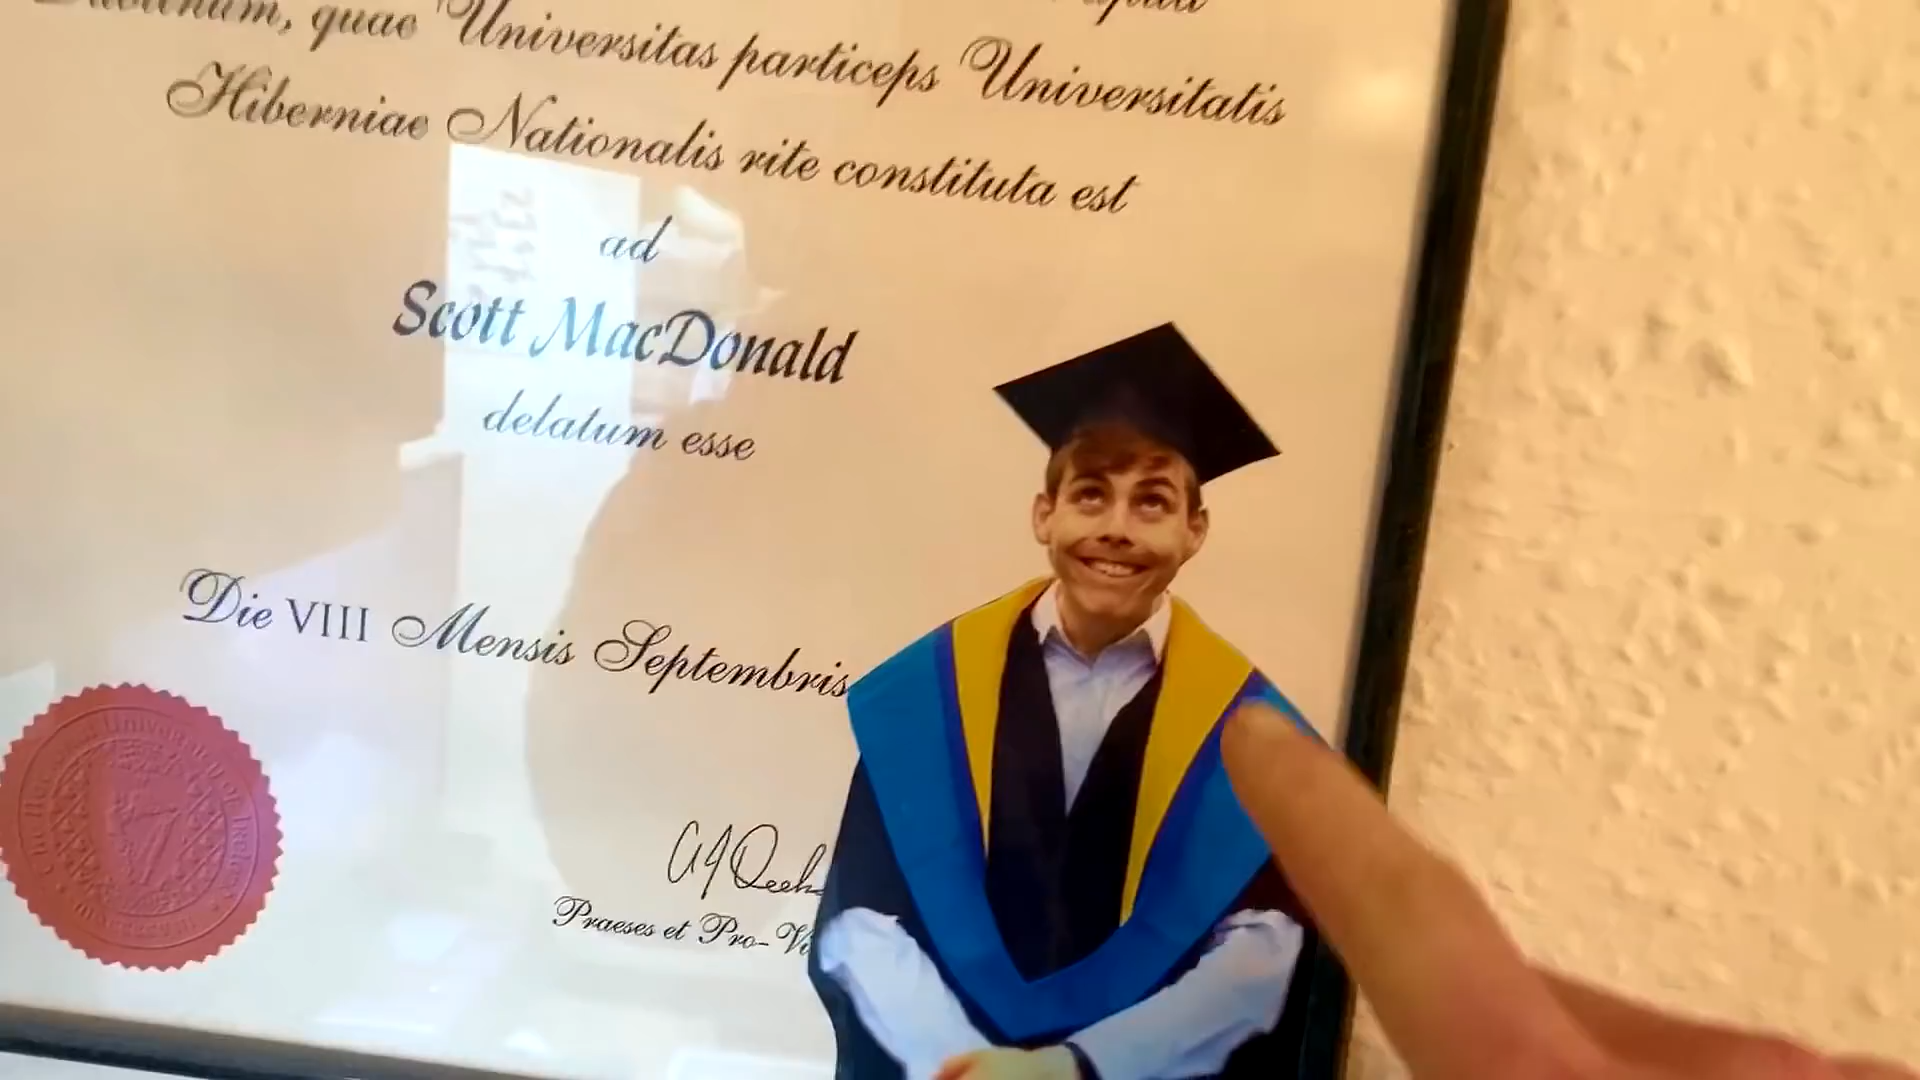 quae Universitas particeps Universitatis
Hiberniae Nationalis rite constituta est
ad
Scott MacDonald
delatum esse
Die VIII Mensis Septembris
Praeses et Pro-